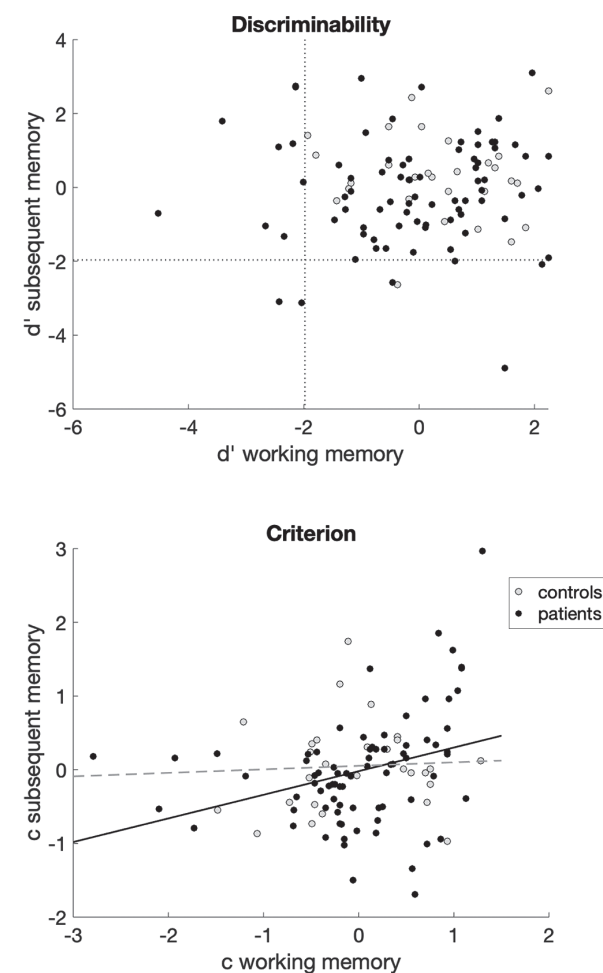 Discriminability
4
2
0
-2
-4
-6
d' subsequent memory
-6 -4 -2 0 2
d' working memory
Criterion
3
2
1
0
-1
-2
c subsequent memory
controls
patients
-3 -2 -1 0 1 2
c working memory